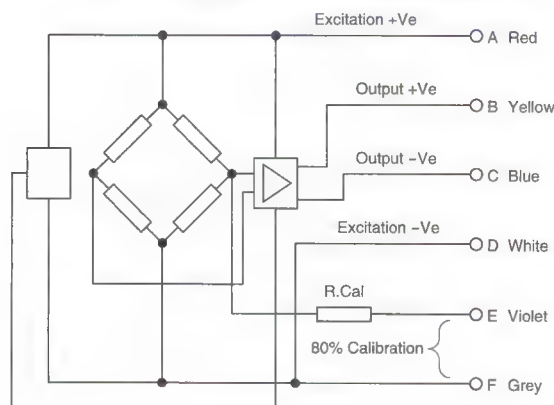 Excitation +Ve
A Red
Output +Ve
B Yellow
Output −Ve
C Blue
Excitation −Ve
D White
R.Cal
E Violet
80% Calibration
F Grey